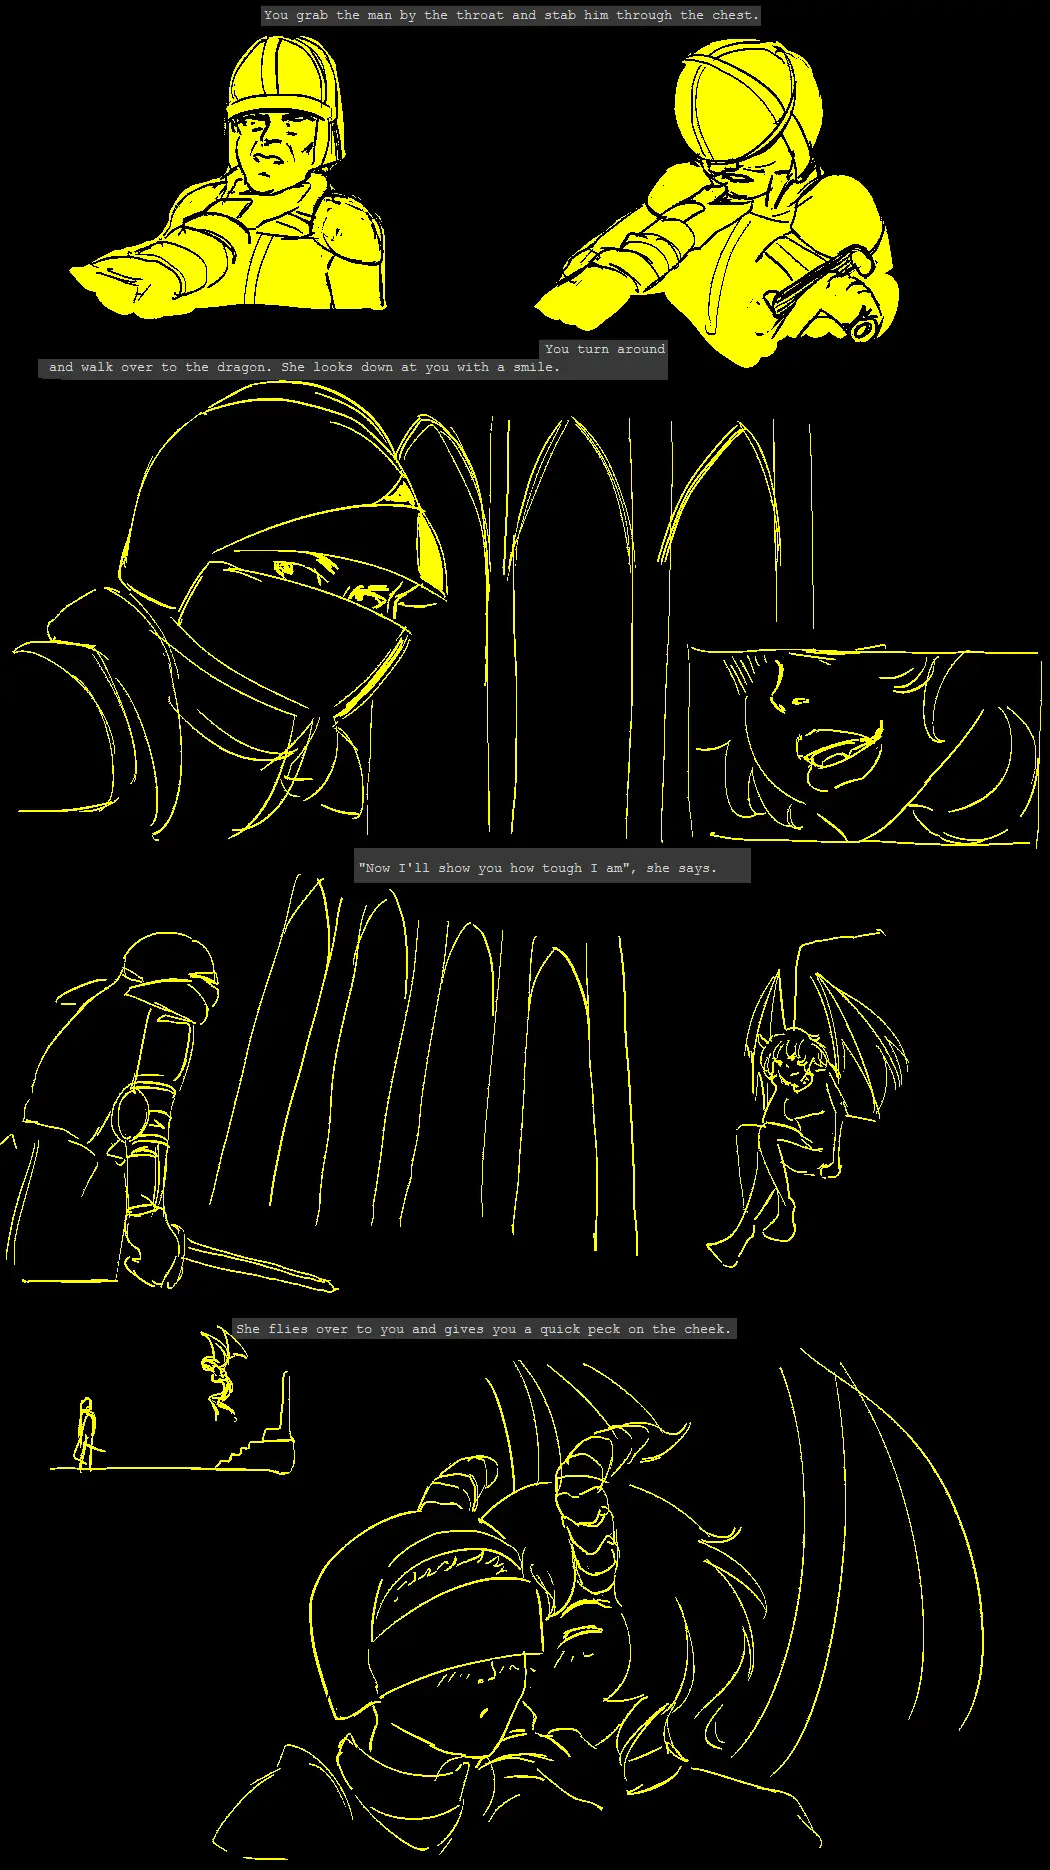 You grab the man by the throat and stab him through the chest.
You turn around
and walk over to the dragon. She looks down at you with a smile.
"Now I'll show you how tough I am", she says.
She flies over to you and gives you a quick peck on the cheek.